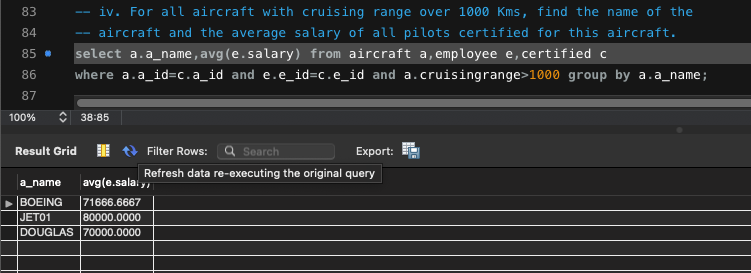 83 -- iv. For all aircraft with cruising range over 1000 Kms, find the name of the
84 -- aircraft and the average salary of all pilots certified for this aircraft.
85 select a.a_name,avg(e.salary) from aircraft a,employee e,certified c
86 where a.a_id=c.a_id and e.e_id=c.e_id and a.cruisingrange>1000 group by a.a_name;
87
100% 38:85
Result Grid Filter Rows: Search Export:
Refresh data re-executing the original query
a_name avg(e.salary)
BOEING 71666.6667
JET01 80000.0000
DOUGLAS 70000.0000